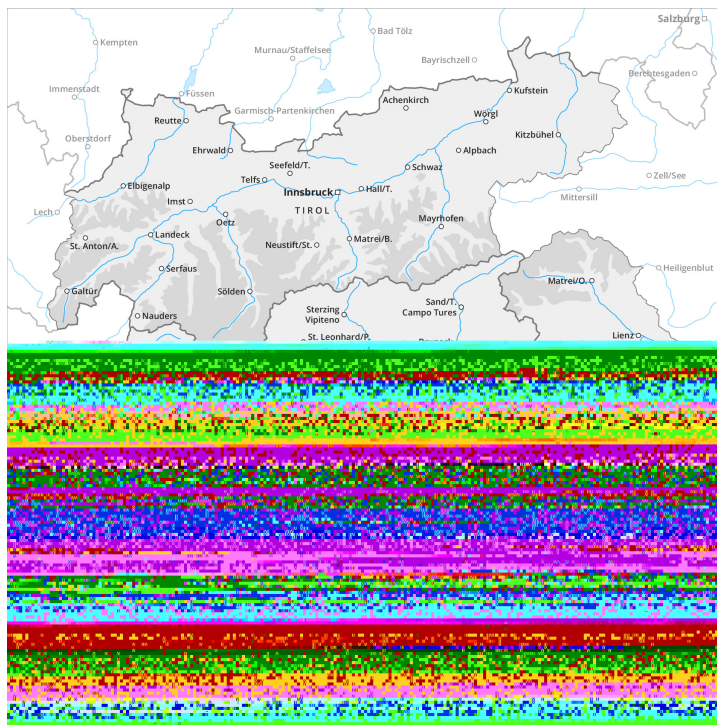 Salzburg
Bad Tölz
Kempten
Murnau/Staffelsee
Bayrischzell
Berchtesgaden
Immenstadt
Füssen
Kufstein
Achenkirch
Garmisch-Partenkirchen
Wörgl
Reutte
Kitzbühel
Oberstdorf
Ehrwald
Alpbach
Seefeld/T.
Schwaz
Telfs
Zell/See
Elbigenalp
Innsbruck
Hall/T.
Mittersill
Imst
TIROL
Lech
Oetz
Mayrhofen
Landeck
Matrei/B.
St. Anton/A.
Neustift/St.
Serfaus
Heiligenblut
Matrei/O.
Galtür
Sölden
Sand/T.
Campo Tures
Sterzing
Vipiteno
Nauders
Lienz
St. Leonhard/P.